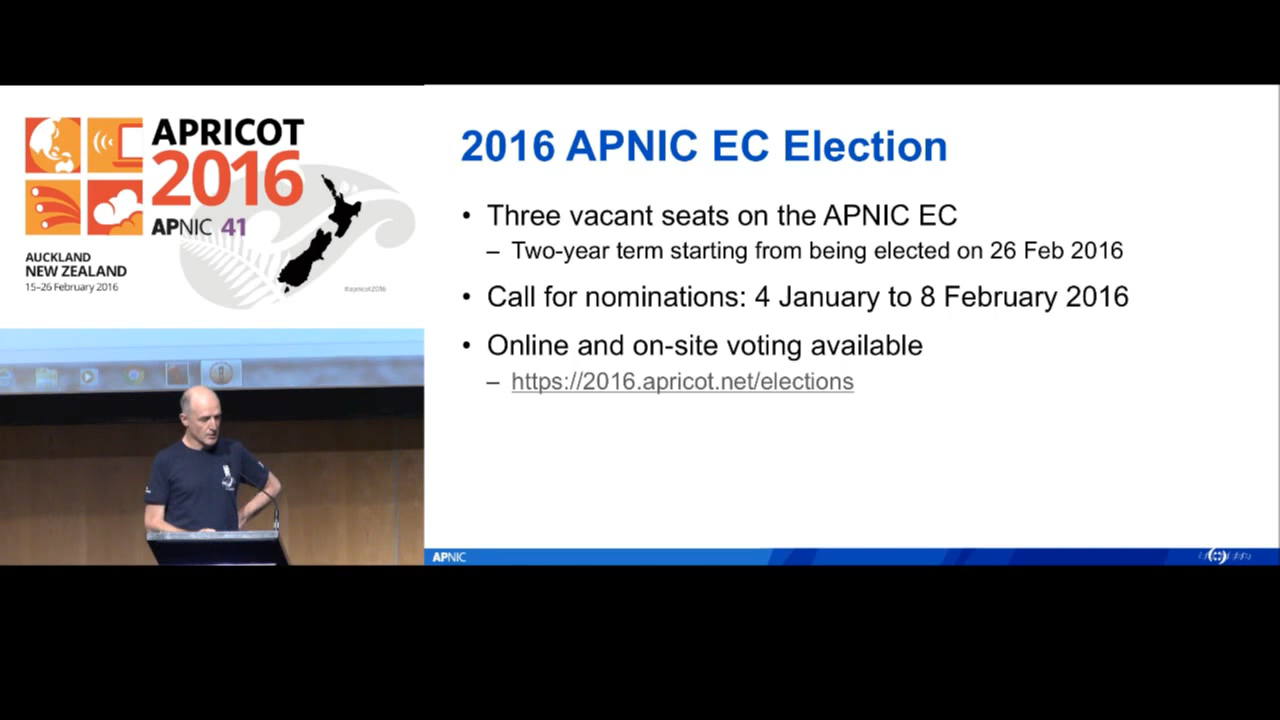 APRICOT
2016
APNIC 41
AUCKLAND
NEW ZEALAND
15–26 February 2016
#apricot2016
2016 APNIC EC Election
• Three vacant seats on the APNIC EC
– Two-year term starting from being elected on 26 Feb 2016
• Call for nominations: 4 January to 8 February 2016
• Online and on-site voting available
– https://2016.apricot.net/elections
APNIC